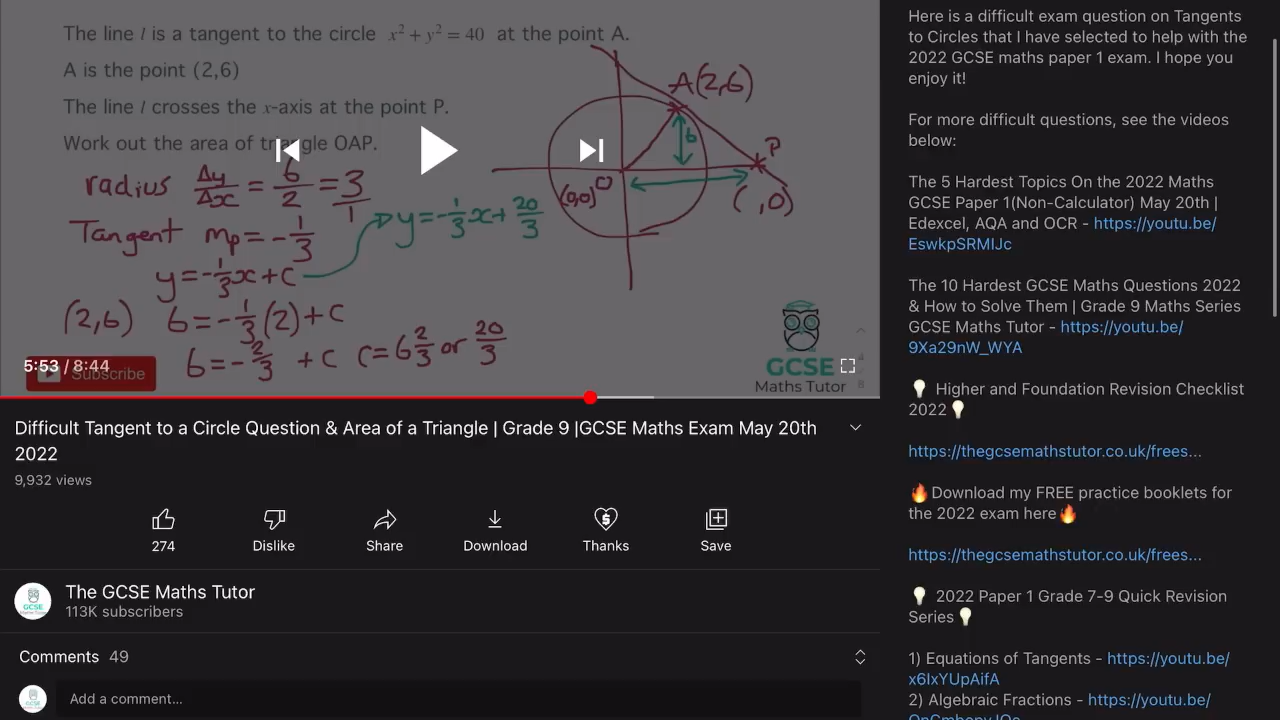 The line l is a tangent to the circle x² + y² = 40 at the point A.
A is the point (2,6)
The line l crosses the x-axis at the point P.
Work out the area of triangle OAP.
radius Δy/Δx = 6/2 = 3/1
Tangent mp = -1/3
y = -1/3x + c
y = -1/3x + 20/3
(2,6) 6 = -1/3(2) + c
6 = -2/3 + c c = 6 2/3 or 20/3
A(2,6)
6
P
(0,0) O
( ,0)
GCSE
Maths Tutor
5:53 / 8:44
Subscribe
Difficult Tangent to a Circle Question & Area of a Triangle | Grade 9 |GCSE Maths Exam May 20th
2022
9,932 views
274
Dislike
Share
Download
Thanks
Save
The GCSE Maths Tutor
113K subscribers
Comments 49
Add a comment...
Here is a difficult exam question on Tangents
to Circles that I have selected to help with the
2022 GCSE maths paper 1 exam. I hope you
enjoy it!
For more difficult questions, see the videos
below:
The 5 Hardest Topics On the 2022 Maths
GCSE Paper 1(Non-Calculator) May 20th |
Edexcel, AQA and OCR - https://youtu.be/
EswkpSRMIJc
The 10 Hardest GCSE Maths Questions 2022
& How to Solve Them | Grade 9 Maths Series
GCSE Maths Tutor - https://youtu.be/
9Xa29nW_WYA
💡 Higher and Foundation Revision Checklist
2022💡
https://thegcsemathstutor.co.uk/frees...
🔥Download my FREE practice booklets for
the 2022 exam here🔥
https://thegcsemathstutor.co.uk/frees...
💡 2022 Paper 1 Grade 7-9 Quick Revision
Series💡
1) Equations of Tangents - https://youtu.be/
x6IxYUpAifA
2) Algebraic Fractions - https://youtu.be/